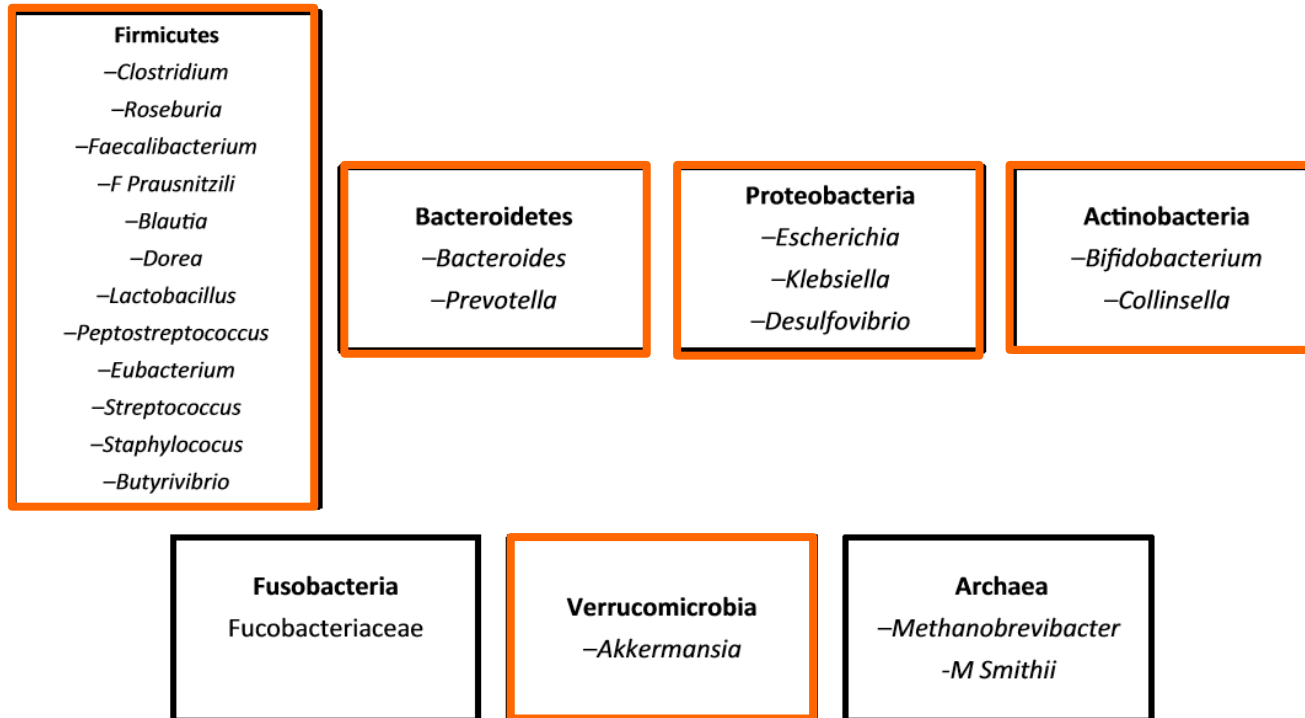 Firmicutes
–Clostridium
–Roseburia
–Faecalibacterium
–F Prausnitzili
–Blautia
–Dorea
–Lactobacillus
–Peptostreptococcus
–Eubacterium
–Streptococcus
–Staphylococus
–Butyrivibrio
Bacteroidetes
–Bacteroides
–Prevotella
Proteobacteria
–Escherichia
–Klebsiella
–Desulfovibrio
Actinobacteria
–Bifidobacterium
–Collinsella
Fusobacteria
Fucobacteriaceae
Verrucomicrobia
–Akkermansia
Archaea
–Methanobrevibacter
-M Smithii